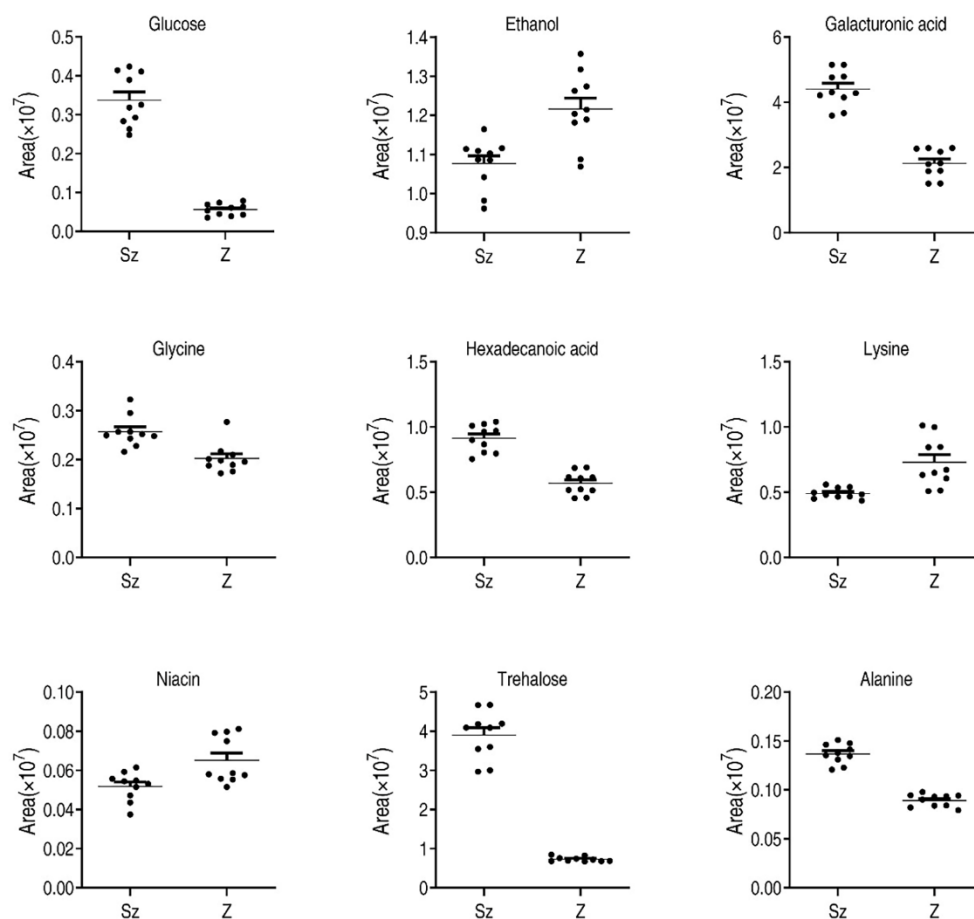 Glucose
Area(×10⁷)
0.5
0.4
0.3
0.2
0.1
0.0
Sz Z
Ethanol
Area(×10⁷)
1.4
1.3
1.2
1.1
1.0
0.9
Sz Z
Galacturonic acid
Area(×10⁷)
6
4
2
0
Sz Z
Glycine
Area(×10⁷)
0.4
0.3
0.2
0.1
0.0
Sz Z
Hexadecanoic acid
Area(×10⁷)
1.5
1.0
0.5
0.0
Sz Z
Lysine
Area(×10⁷)
1.5
1.0
0.5
0.0
Sz Z
Niacin
Area(×10⁷)
0.10
0.08
0.06
0.04
0.02
0.00
Sz Z
Trehalose
Area(×10⁷)
5
4
3
2
1
0
Sz Z
Alanine
Area(×10⁷)
0.20
0.15
0.10
0.05
0.00
Sz Z